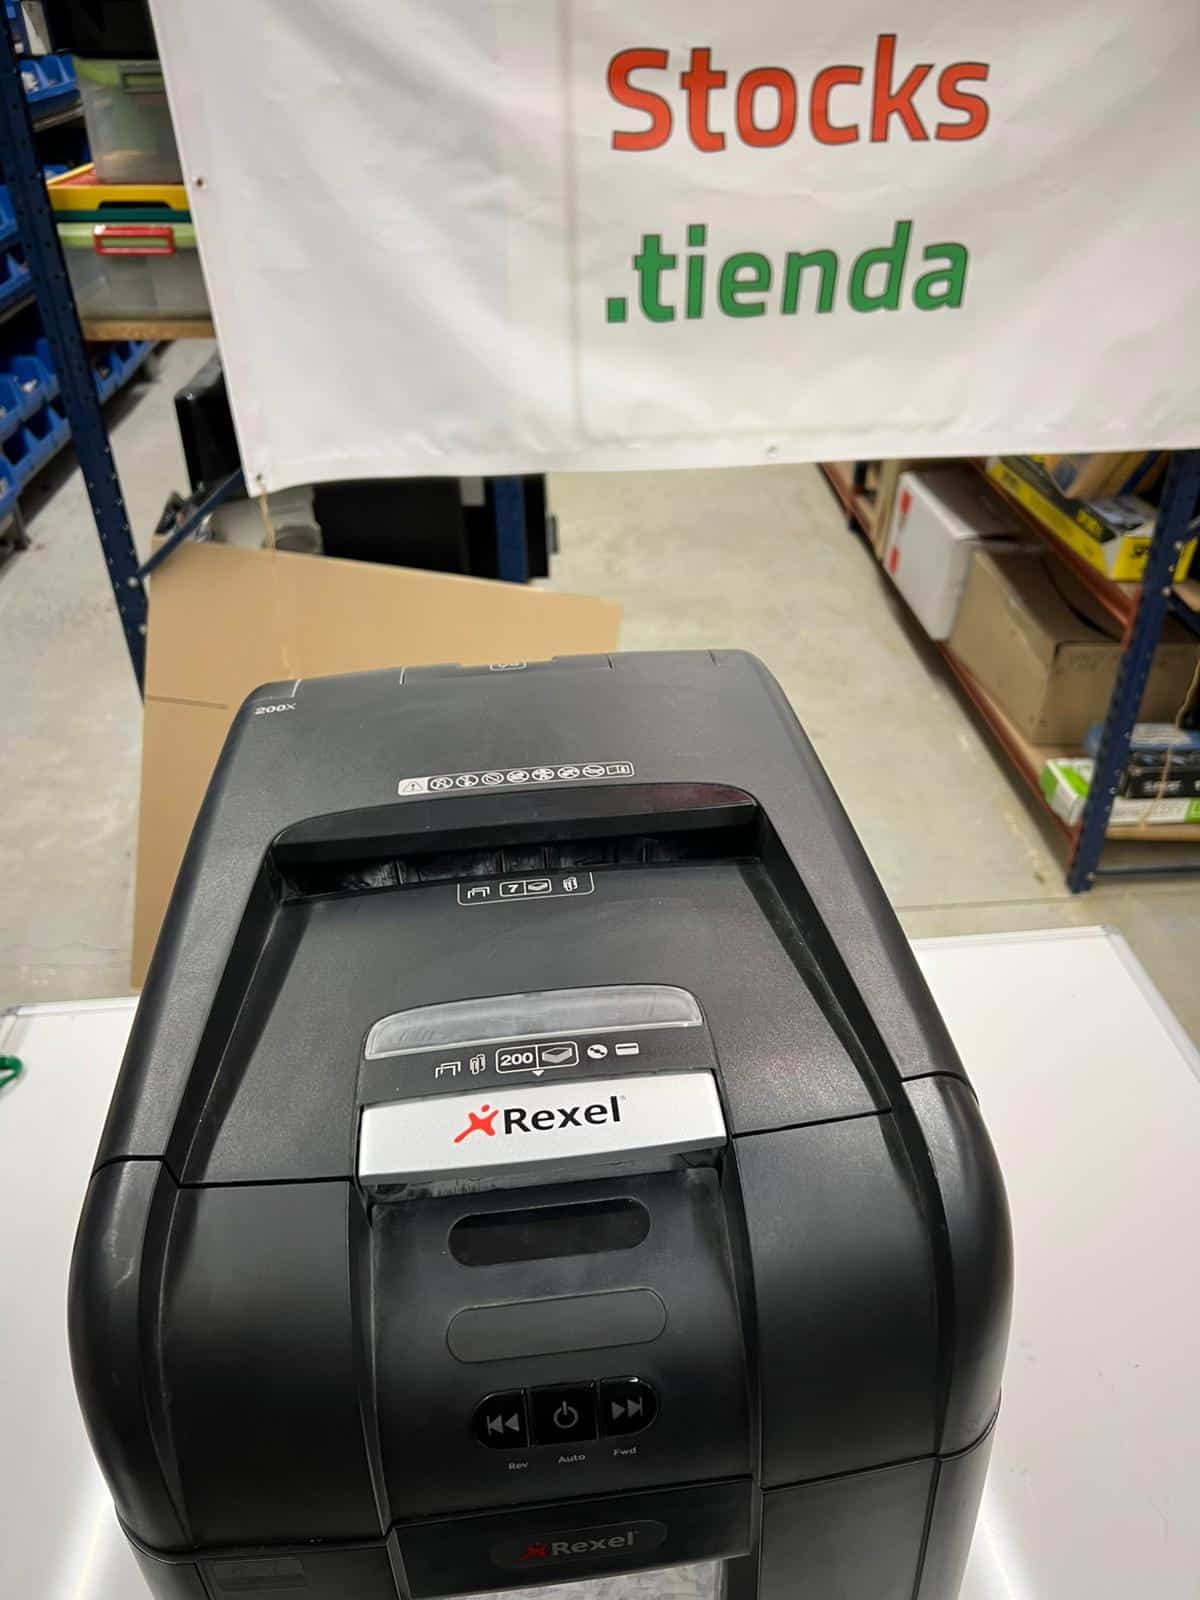 Stocks
.tienda
200X
7
200
Rexel
Rev Auto Fwd
Rexel